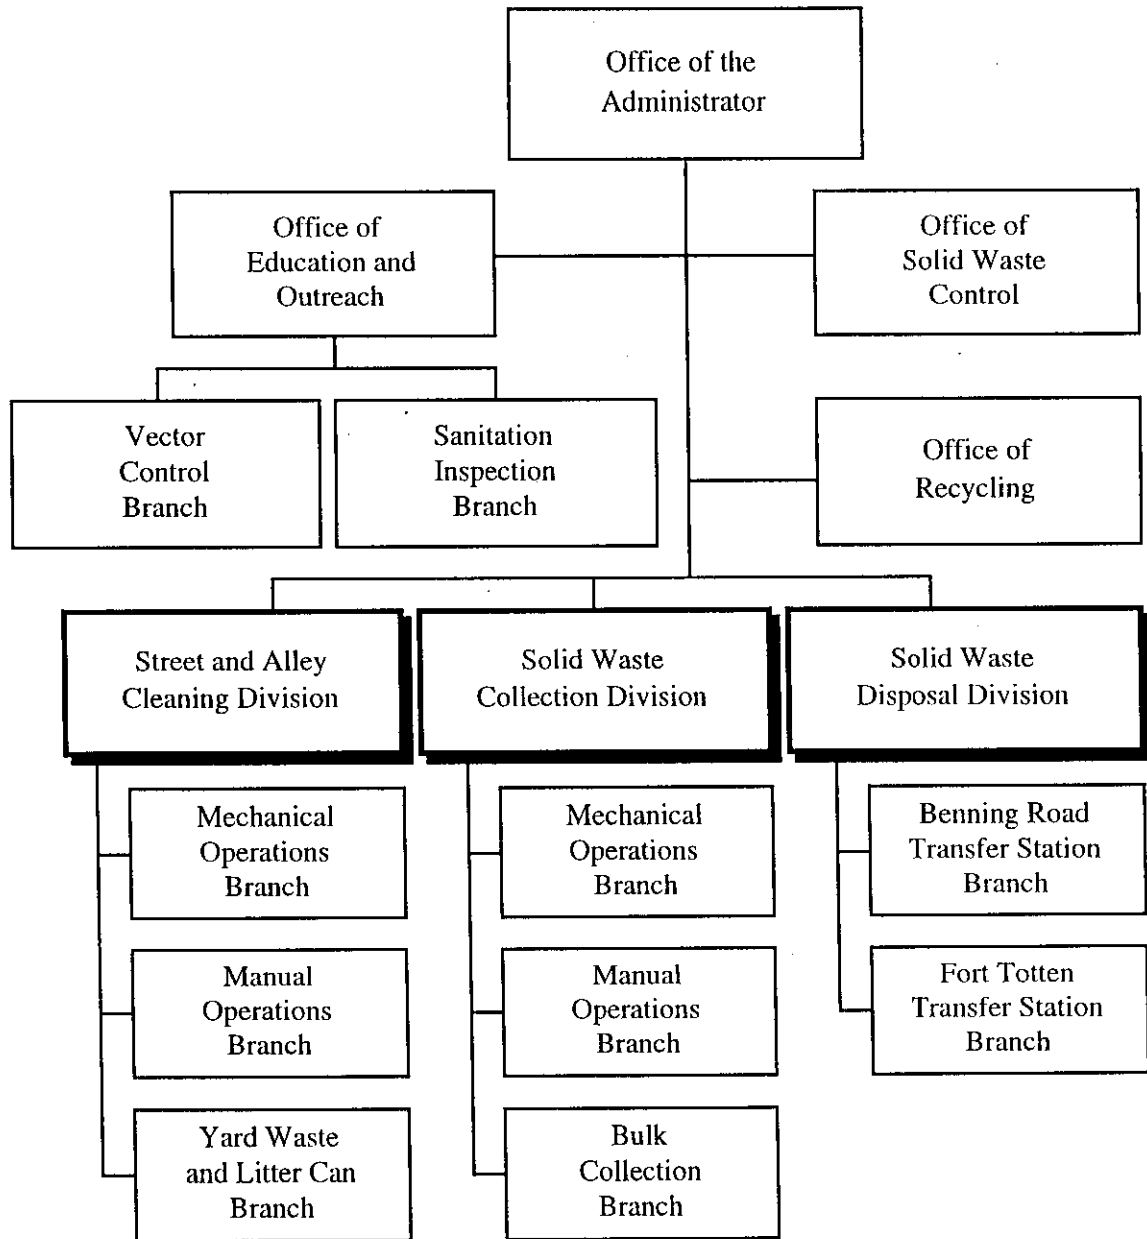 Office of the
Administrator
Office of
Education and
Outreach
Office of
Solid Waste
Control
Vector
Control
Branch
Sanitation
Inspection
Branch
Office of
Recycling
Street and Alley
Cleaning Division
Solid Waste
Collection Division
Solid Waste
Disposal Division
Mechanical
Operations
Branch
Mechanical
Operations
Branch
Benning Road
Transfer Station
Branch
Manual
Operations
Branch
Manual
Operations
Branch
Fort Totten
Transfer Station
Branch
Yard Waste
and Litter Can
Branch
Bulk
Collection
Branch